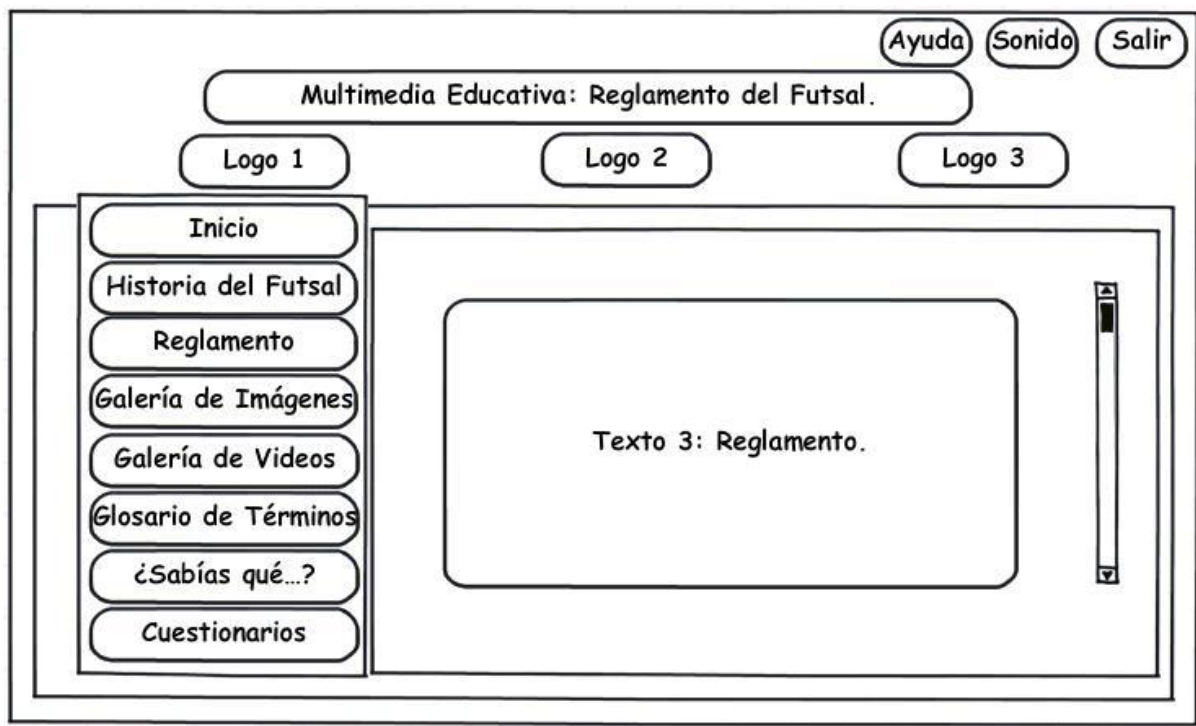 Ayuda
Sonido
Salir
Multimedia Educativa: Reglamento del Futsal.
Logo 1
Logo 2
Logo 3
Inicio
Historia del Futsal
Reglamento
Galería de Imágenes
Galería de Videos
Glosario de Términos
¿Sabías qué...?
Cuestionarios
Texto 3: Reglamento.